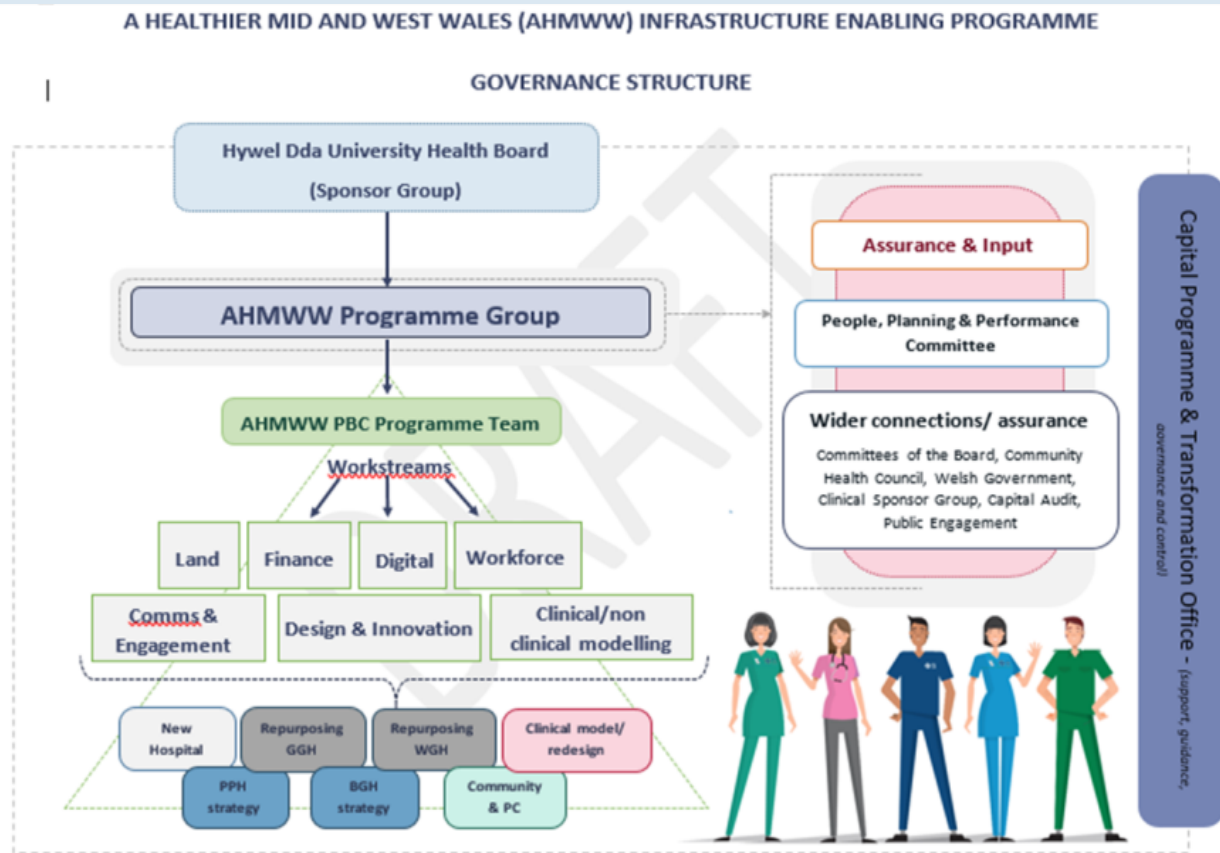 A HEALTHIER MID AND WEST WALES (AHMWW) INFRASTRUCTURE ENABLING PROGRAMME
GOVERNANCE STRUCTURE
DRAFT
Hywel Dda University Health Board
(Sponsor Group)
AHMWW Programme Group
AHMWW PBC Programme Team
Workstreams
Land
Finance
Digital
Workforce
Comms &
Engagement
Design & Innovation
Clinical/non
clinical modelling
New
Hospital
Repurposing
GGH
Repurposing
WGH
Clinical model/
redesign
PPH
strategy
BGH
strategy
Community
& PC
Assurance & Input
People, Planning & Performance
Committee
Wider connections/ assurance
Committees of the Board, Community
Health Council, Welsh Government,
Clinical Sponsor Group, Capital Audit,
Public Engagement
Capital Programme & Transformation Office - (support, guidance,
governance and control)